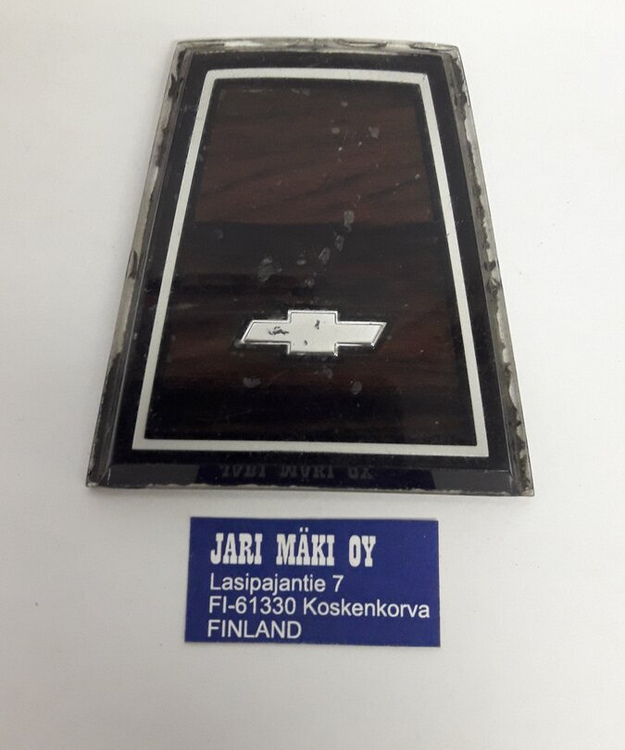 JARI MÄKI OY
Lasipajantie 7
FI-61330 Koskenkorva
FINLAND